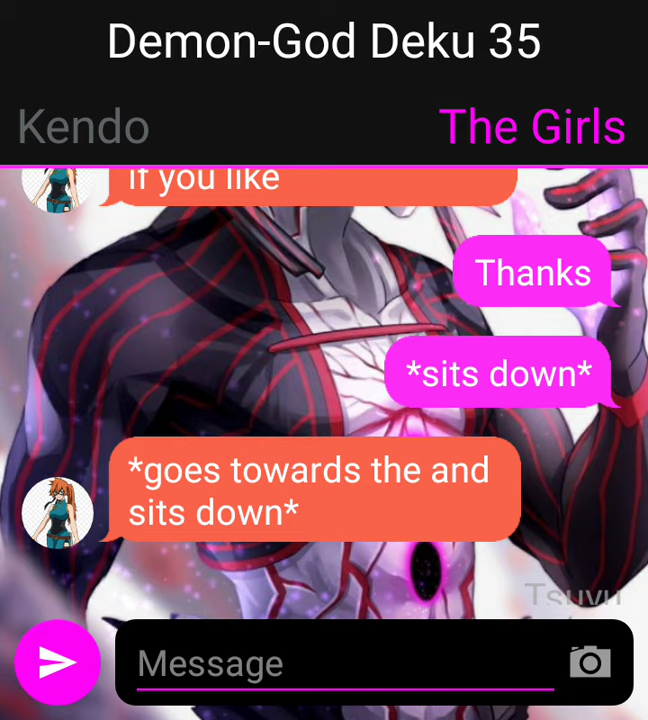 Demon-God Deku 35
Kendo
The Girls
if you like
Thanks
*sits down*
*goes towards the and
sits down*
Tsuyu
Message